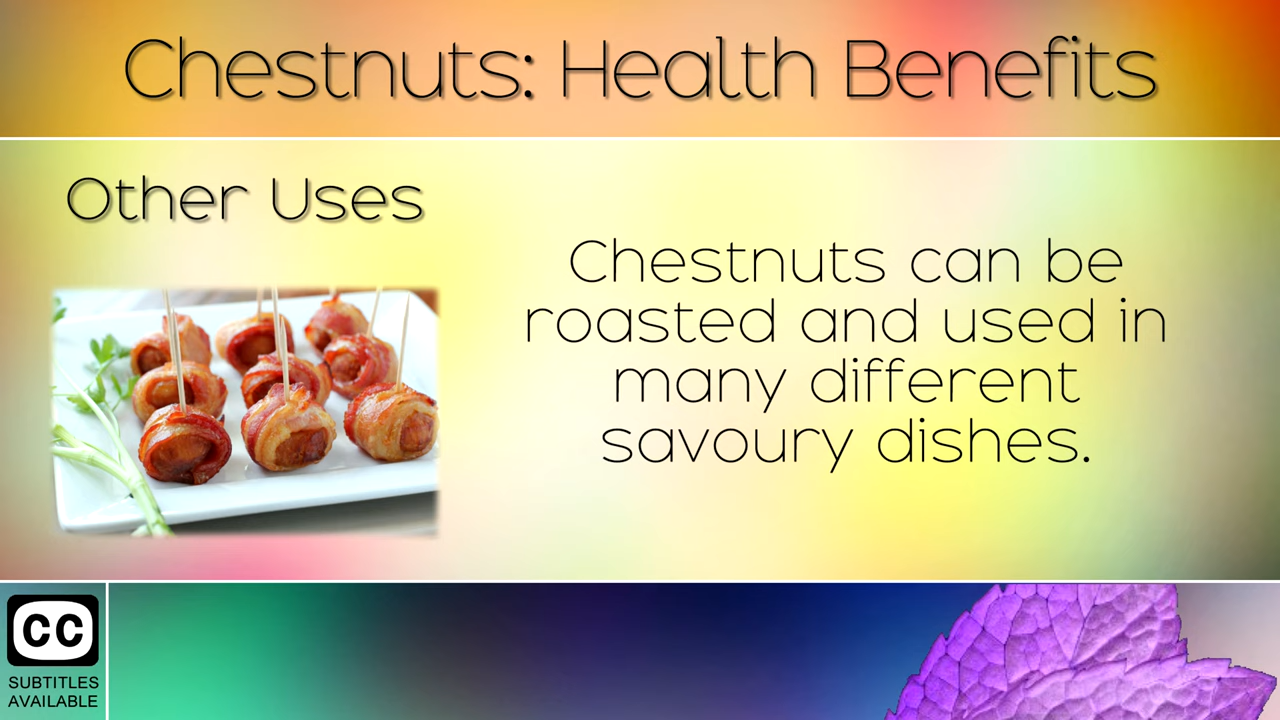 Chestnuts: Health Benefits
Other Uses
Chestnuts can be
roasted and used in
many different
savoury dishes.
CC
SUBTITLES
AVAILABLE